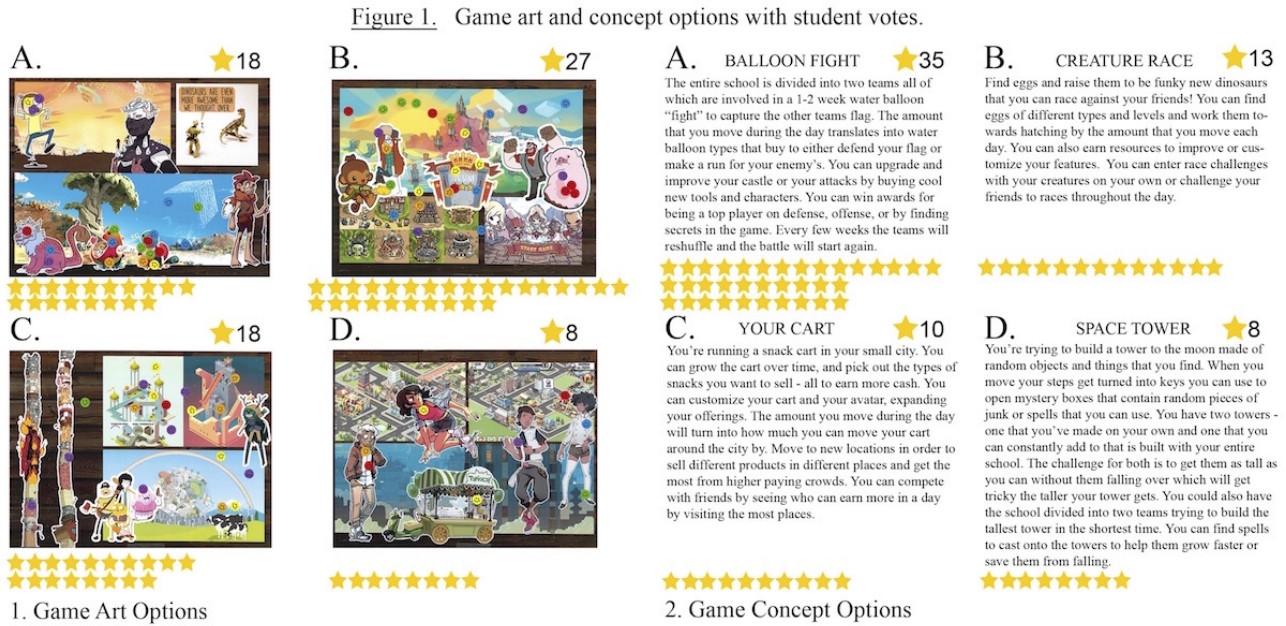 Figure 1. Game art and concept options with student votes.
A.
18
DINOSAURS ARE EVEN
MORE AWESOME THAN
WE THOUGHT OVER
B.
27
START GAME
C.
18
D.
8
1. Game Art Options
A. BALLOON FIGHT 35
The entire school is divided into two teams all of
which are involved in a 1-2 week water balloon
“fight” to capture the other teams flag. The amount
that you move during the day translates into water
balloon types that buy to either defend your flag or
make a run for your enemy’s. You can upgrade and
improve your castle or your attacks by buying cool
new tools and characters. You can win awards for
being a top player on defense, offense, or by finding
secrets in the game. Every few weeks the teams will
reshuffle and the battle will start again.
B. CREATURE RACE 13
Find eggs and raise them to be funky new dinosaurs
that you can race against your friends! You can find
eggs of different types and levels and work them to-
wards hatching by the amount that you move each
day. You can also earn resources to improve or cus-
tomize your features. You can enter race challenges
with your creatures on your own or challenge your
friends to races throughout the day.
C. YOUR CART 10
You’re running a snack cart in your small city. You
can grow the cart over time, and pick out the types of
snacks you want to sell - all to earn more cash. You
can customize your cart and your avatar, expanding
your offerings. The amount you move during the day
will turn into how much you can move your cart
around the city by. Move to new locations in order to
sell different products in different places and get the
most from higher paying crowds. You can compete
with friends by seeing who can earn more in a day
by visiting the most places.
D. SPACE TOWER 8
You’re trying to build a tower to the moon made of
random objects and things that you find. When you
move your steps get turned into keys you can use to
open mystery boxes that contain random pieces of
junk or spells that you can use. You have two towers -
one that you’ve made on your own and one that you
can constantly add to that is built with your entire
school. The challenge for both is to get them as tall as
you can without them falling over which will get
tricky the taller your tower gets. You could also have
the school divided into two teams trying to build the
tallest tower in the shortest time. You can find spells
to cast onto the towers to help them grow faster or
save them from falling.
2. Game Concept Options